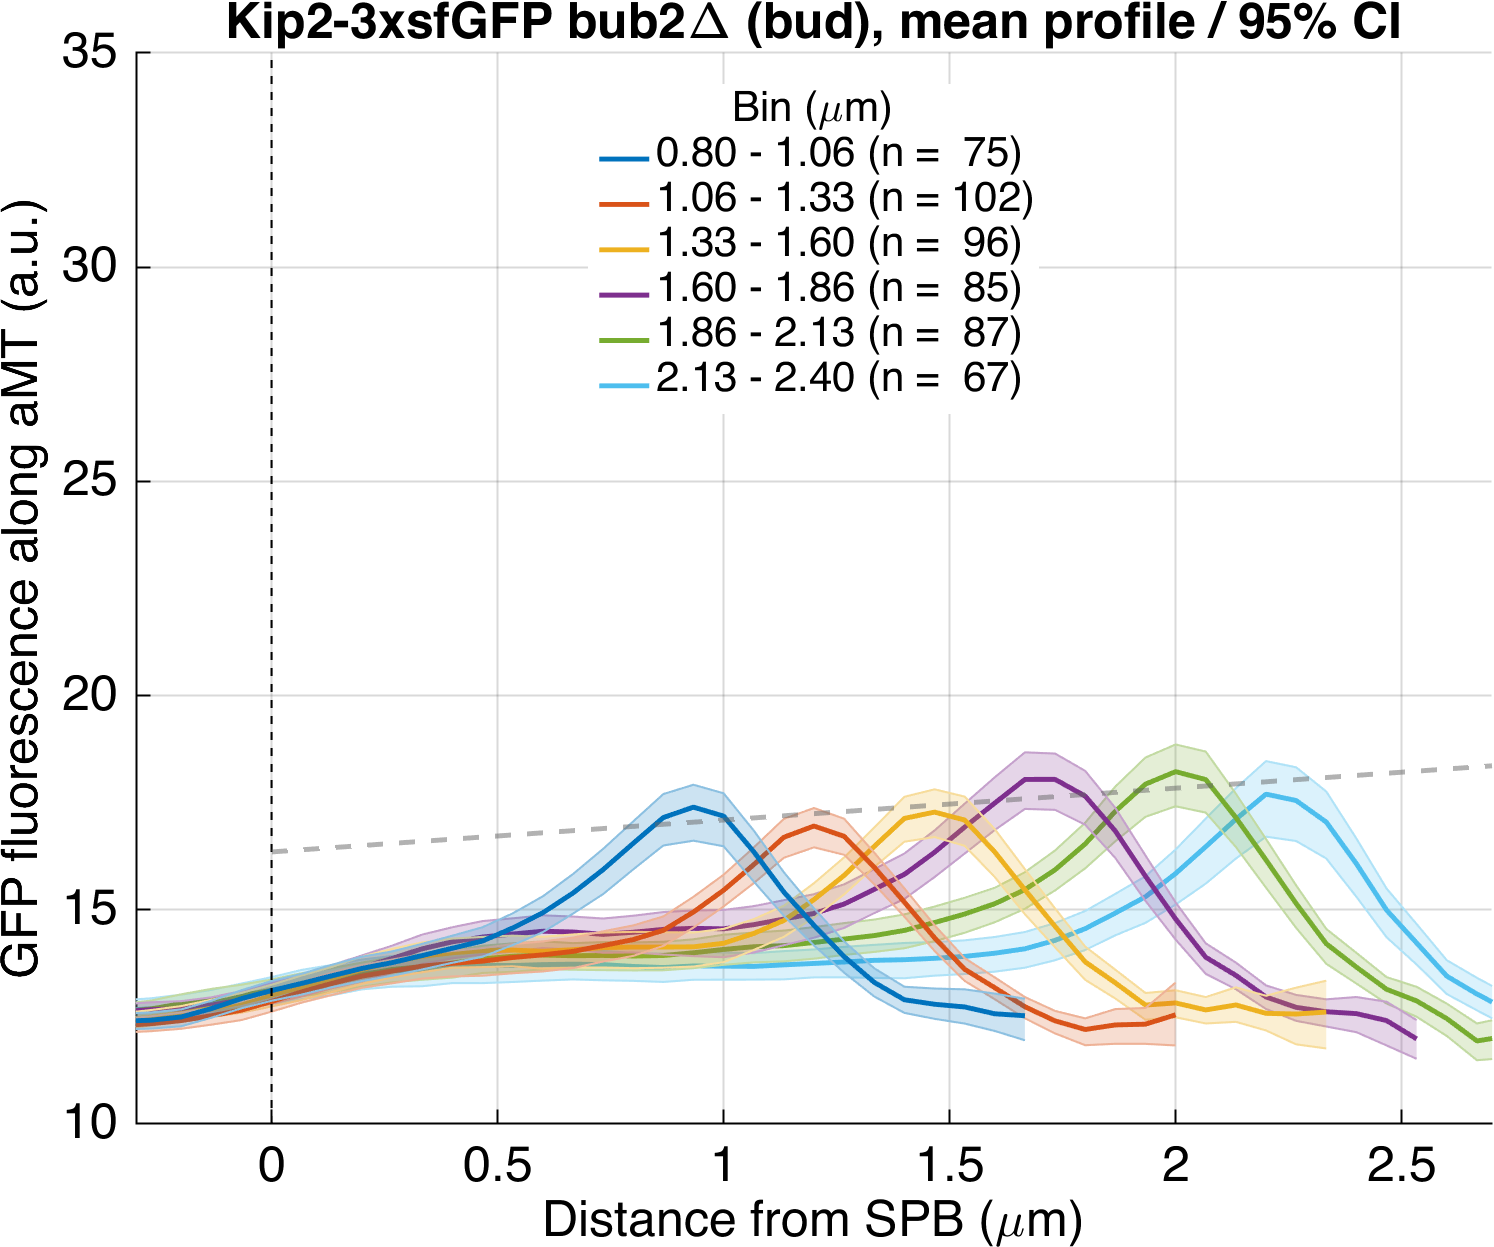 Kip2-3xsfGFP bub2Δ (bud), mean profile / 95% CI
GFP fluorescence along aMT (a.u.)
35
30
25
20
15
10
Bin (μm)
0.80 - 1.06 (n = 75)
1.06 - 1.33 (n = 102)
1.33 - 1.60 (n = 96)
1.60 - 1.86 (n = 85)
1.86 - 2.13 (n = 87)
2.13 - 2.40 (n = 67)
0 0.5 1 1.5 2 2.5
Distance from SPB (μm)